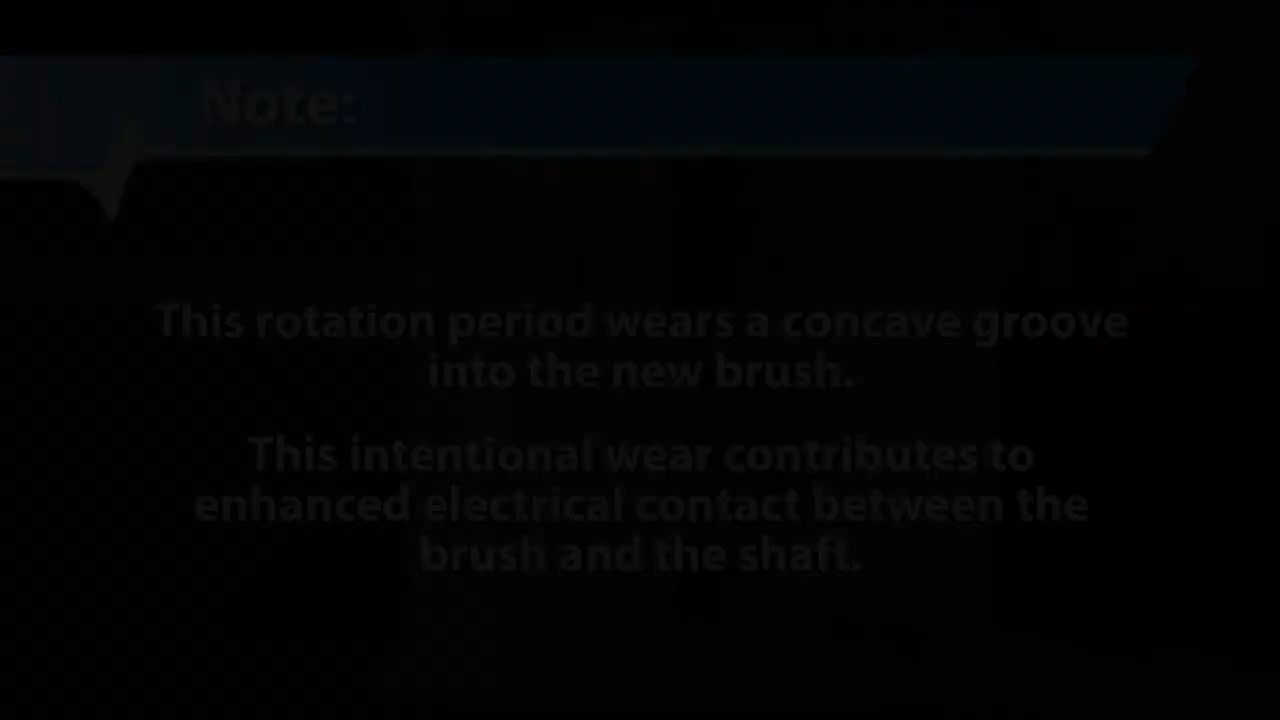 Note:
This rotation period wears a concave groove
into the new brush.
This intentional wear contributes to
enhanced electrical contact between the
brush and the shaft.